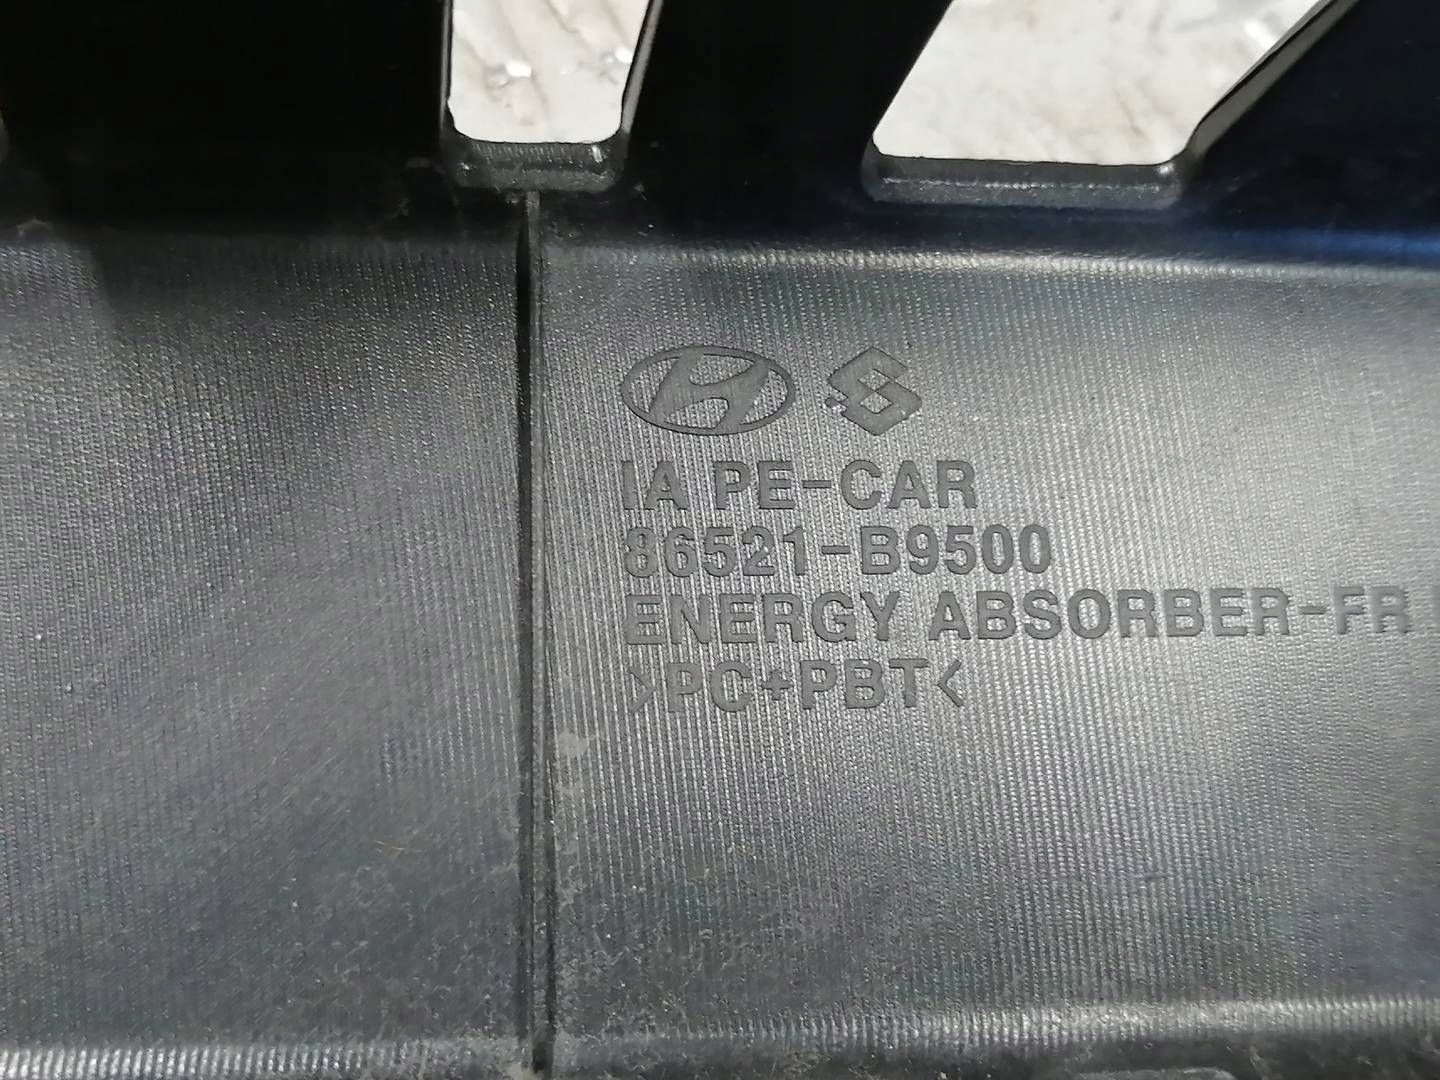 IA PE-CAR
86521-B9500
ENERGY ABSORBER-FR
>PC+PBT<